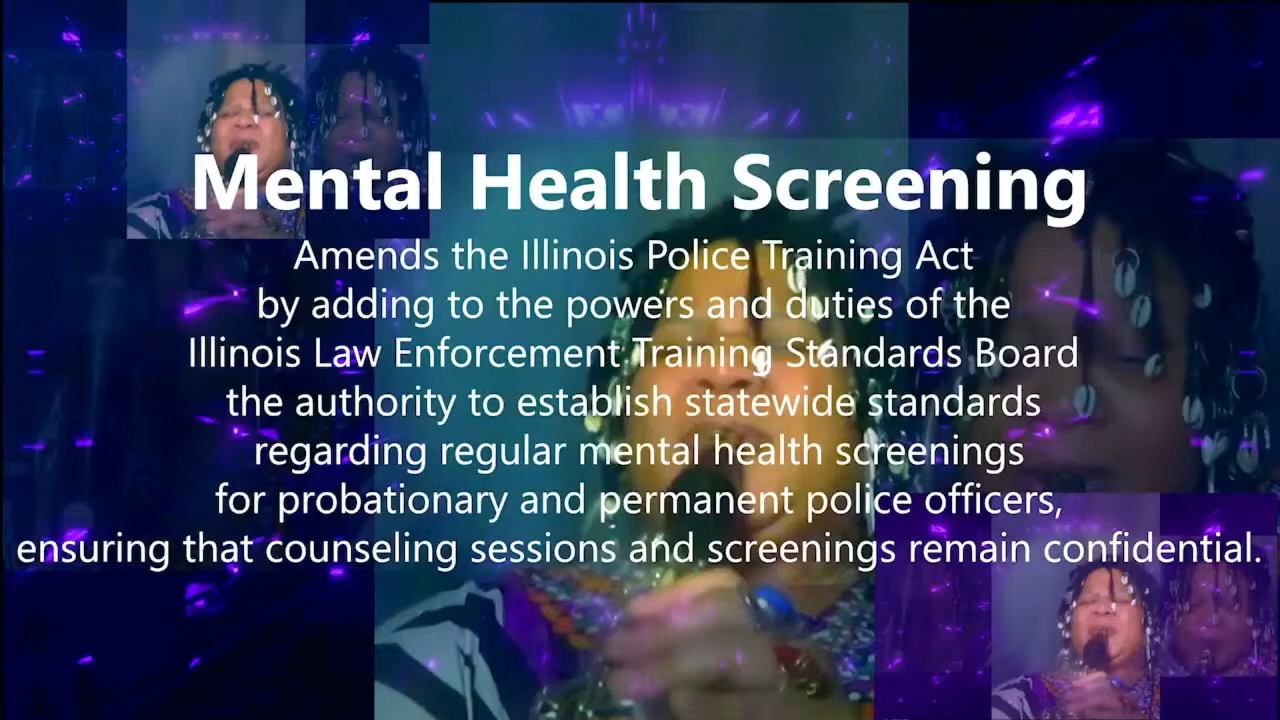 Mental Health Screening
Amends the Illinois Police Training Act
by adding to the powers and duties of the
Illinois Law Enforcement Training Standards Board
the authority to establish statewide standards
regarding regular mental health screenings
for probationary and permanent police officers,
ensuring that counseling sessions and screenings remain confidential.